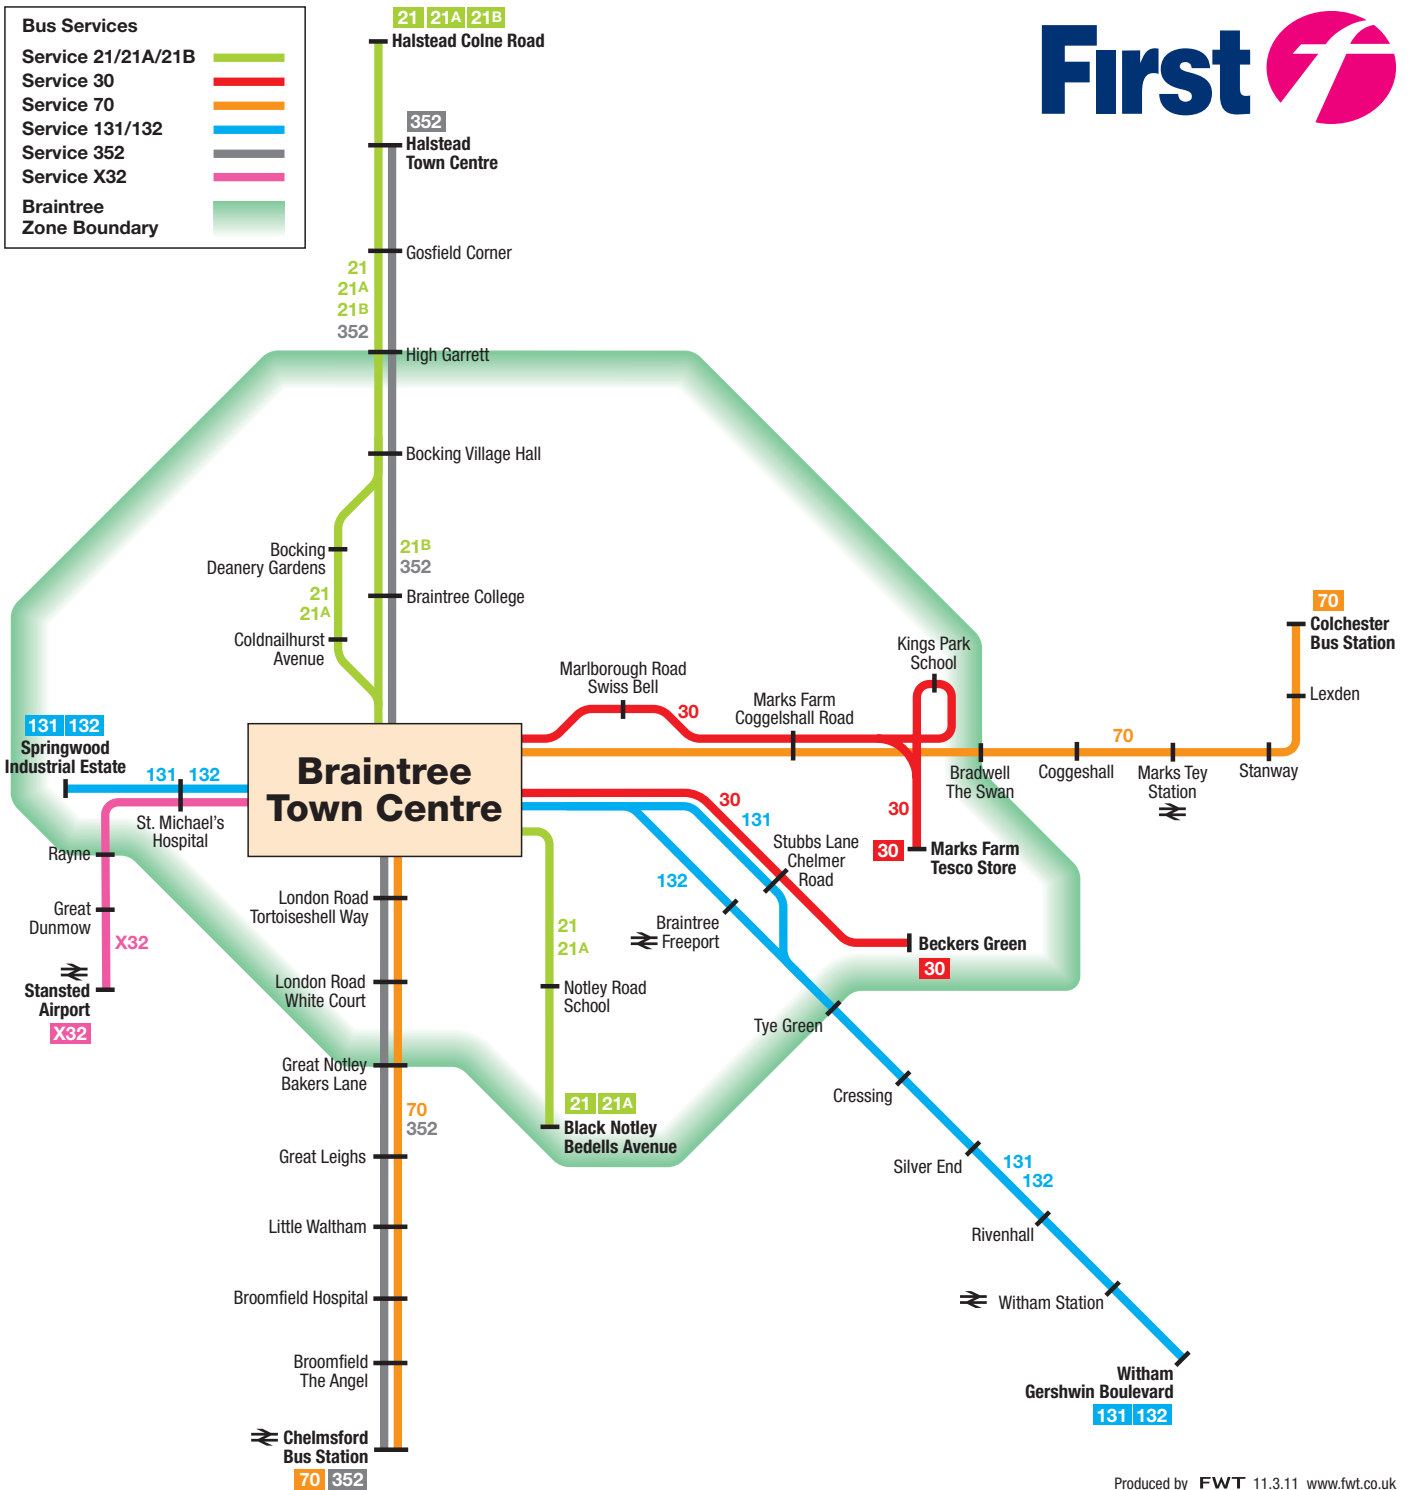 Bus Services
Service 21/21A/21B
Service 30
Service 70
Service 131/132
Service 352
Service X32
Braintree
Zone Boundary
First
21 21A 21B
Halstead Colne Road
352
Halstead
Town Centre
Gosfield Corner
21
21A
21B
352
High Garrett
Bocking Village Hall
Bocking
Deanery Gardens
21B
352
21
21A
Braintree College
Coldnailhurst
Avenue
Marlborough Road
Swiss Bell
30
Marks Farm
Coggelshall Road
Kings Park
School
70
Colchester
Bus Station
Lexden
70
Bradwell
The Swan
Coggeshall
Marks Tey
Station
Stanway
131 132
Springwood
Industrial Estate
131 132
St. Michael's
Hospital
Braintree
Town Centre
30
131
30
30
Marks Farm
Tesco Store
Stubbs Lane
Chelmer
Road
132
Braintree
Freeport
Beckers Green
30
Rayne
Great
Dunmow
X32
Stansted
Airport
X32
London Road
Tortoiseshell Way
London Road
White Court
Great Notley
Bakers Lane
21
21A
Notley Road
School
Tye Green
70
352
21 21A
Black Notley
Bedells Avenue
Cressing
Silver End
131
132
Great Leighs
Little Waltham
Rivenhall
Broomfield Hospital
Witham Station
Broomfield
The Angel
Witham
Gershwin Boulevard
131 132
Chelmsford
Bus Station
70 352
Produced by FWT 11.3.11 www.fwt.co.uk